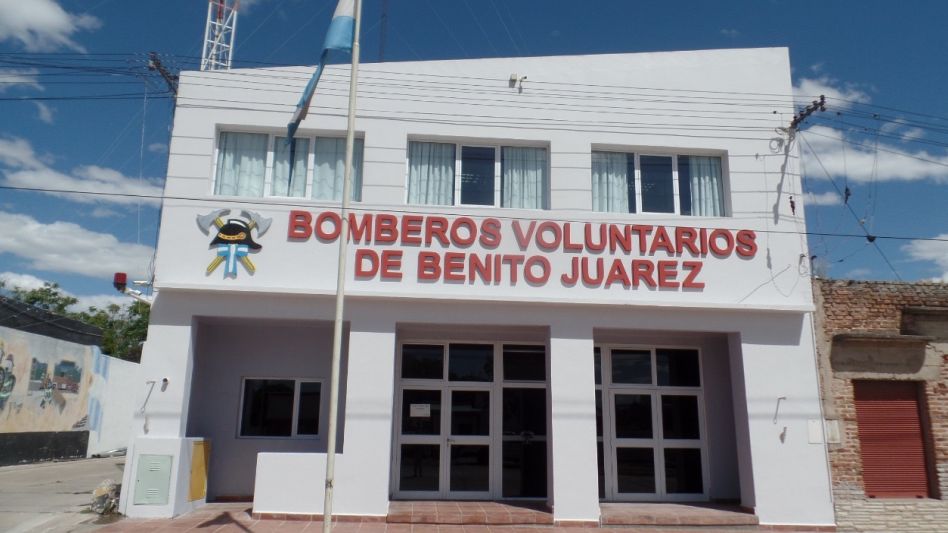 BOMBEROS VOLUNTARIOS
DE BENITO JUAREZ